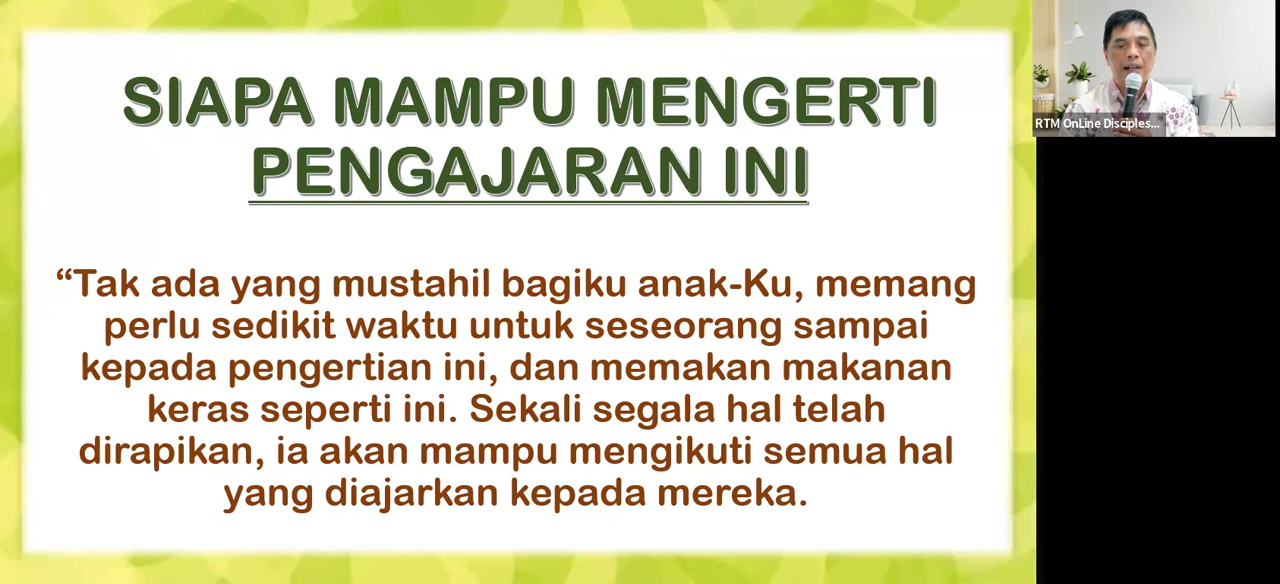 SIAPA MAMPU MENGERTI
PENGAJARAN INI
“Tak ada yang mustahil bagiku anak-Ku, memang
perlu sedikit waktu untuk seseorang sampai
kepada pengertian ini, dan memakan makanan
keras seperti ini. Sekali segala hal telah
dirapikan, ia akan mampu mengikuti semua hal
yang diajarkan kepada mereka.
RTM OnLine Disciples...